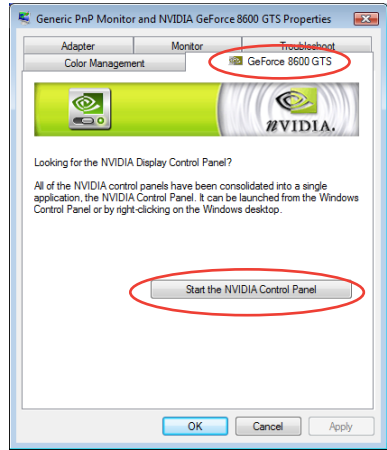 Generic PnP Monitor and NVIDIA GeForce 8600 GTS Properties
Adapter Monitor Troubleshoot
Color Management GeForce 8600 GTS
NVIDIA.
Looking for the NVIDIA Display Control Panel?
All of the NVIDIA control panels have been consolidated into a single
application, the NVIDIA Control Panel. It can be launched from the Windows
Control Panel or by right-clicking on the Windows desktop.
Start the NVIDIA Control Panel
OK Cancel Apply